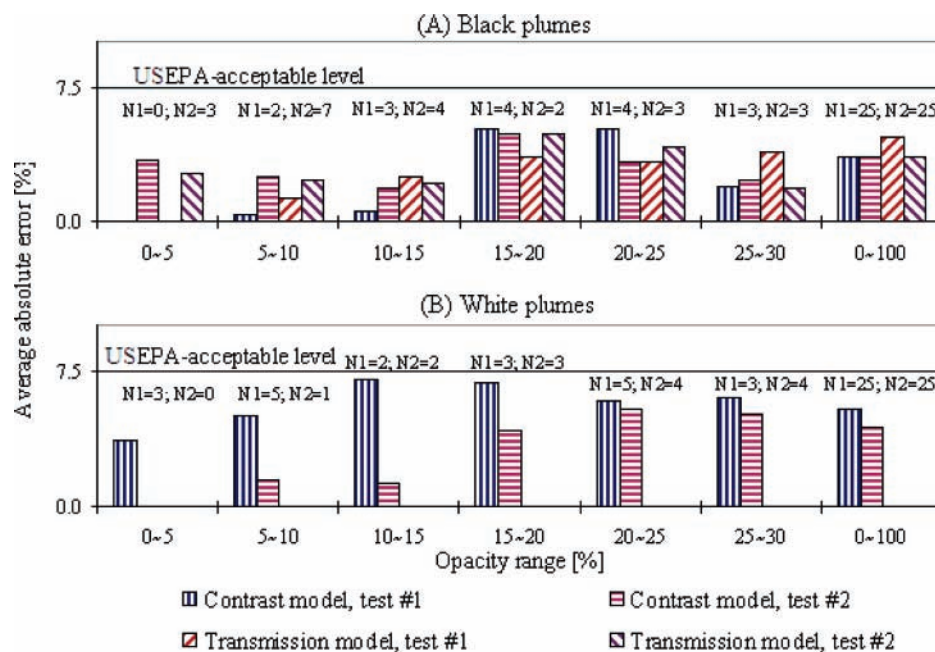 (A) Black plumes
USEPA-acceptable level
7.5
N1=0; N2=3 N1=2; N2=7 N1=3; N2=4 N1=4; N2=2 N1=4; N2=3 N1=3; N2=3 N1=25; N2=25
0.0
0~5 5~10 10~15 15~20 20~25 25~30 0~100
Average absolute error [%]
(B) White plumes
USEPA-acceptable level
7.5
N1=3; N2=0 N1=5; N2=1 N1=2; N2=2 N1=3; N2=3 N1=5; N2=4 N1=3; N2=4 N1=25; N2=25
0.0
0~5 5~10 10~15 15~20 20~25 25~30 0~100
Opacity range [%]
Contrast model, test #1 Contrast model, test #2
Transmission model, test #1 Transmission model, test #2